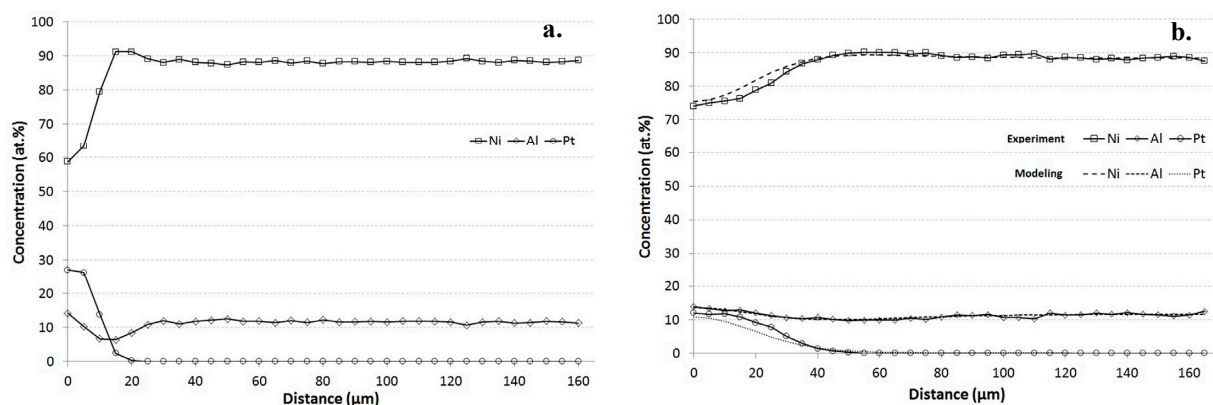 a.
Concentration (at.%)
100
90
80
70
60
50
40
30
20
10
0
Ni Al Pt
0 20 40 60 80 100 120 140 160
Distance (µm)
b.
Concentration (at.%)
100
90
80
70
60
50
40
30
20
10
0
Experiment Ni Al Pt
Modeling Ni Al Pt
0 20 40 60 80 100 120 140 160
Distance (µm)